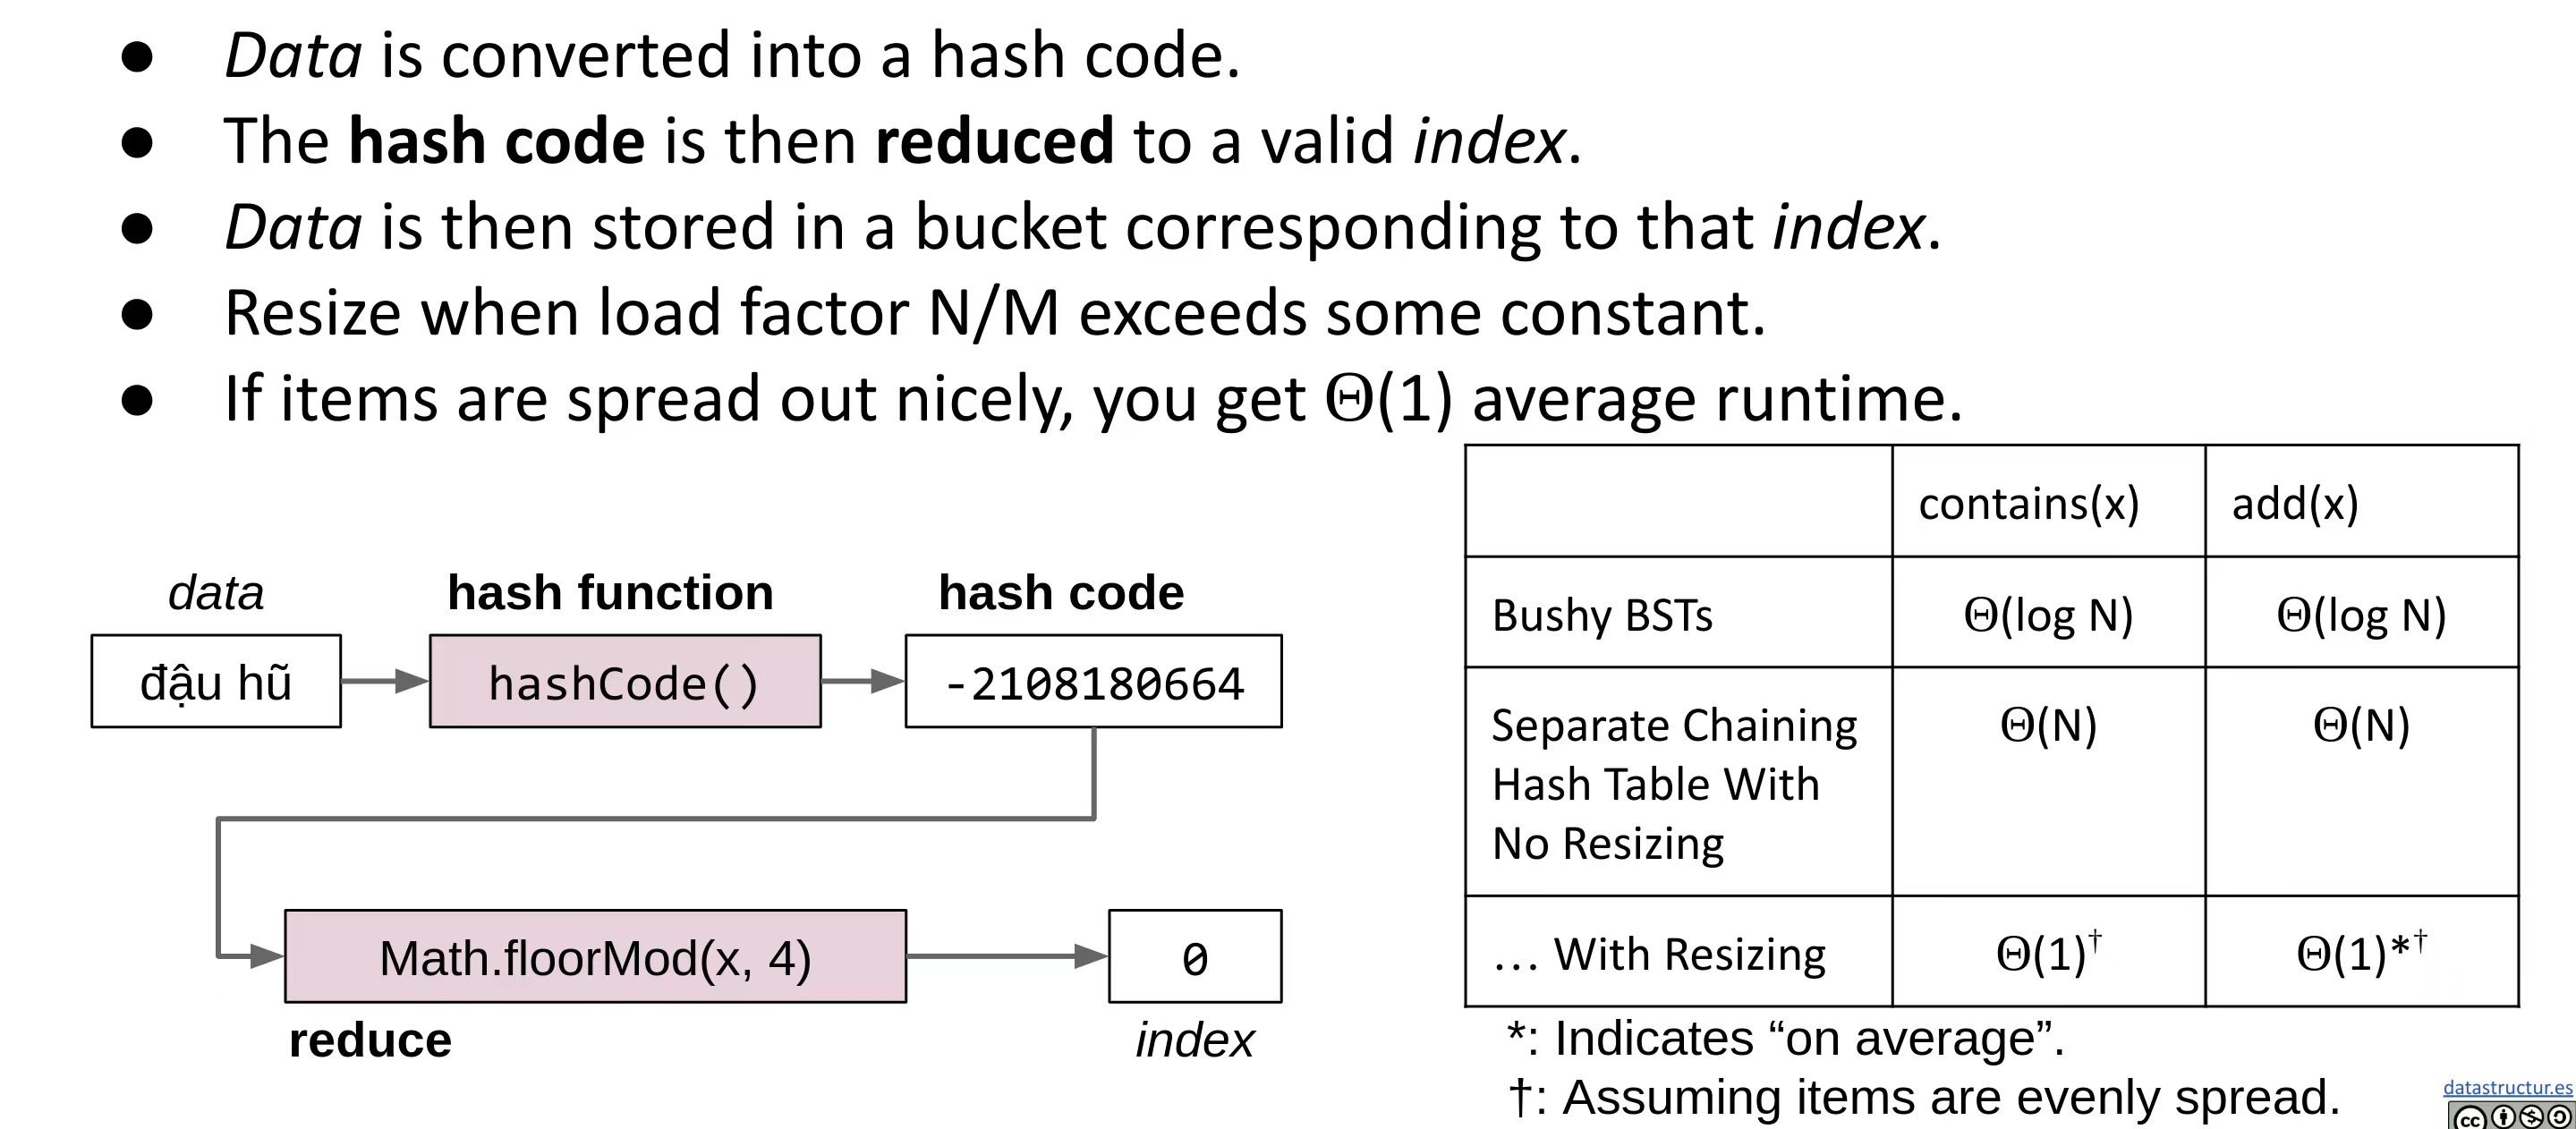 ● Data is converted into a hash code.
● The hash code is then reduced to a valid index.
● Data is then stored in a bucket corresponding to that index.
● Resize when load factor N/M exceeds some constant.
● If items are spread out nicely, you get Θ(1) average runtime.
data
hash function
hash code
đậu hũ
hashCode()
-2108180664
Math.floorMod(x, 4)
0
reduce
index
contains(x)
add(x)
Bushy BSTs
Θ(log N)
Θ(log N)
Separate Chaining
Hash Table With
No Resizing
Θ(N)
Θ(N)
... With Resizing
Θ(1)†
Θ(1)*†
*: Indicates “on average”.
†: Assuming items are evenly spread.
datastructur.es
cc